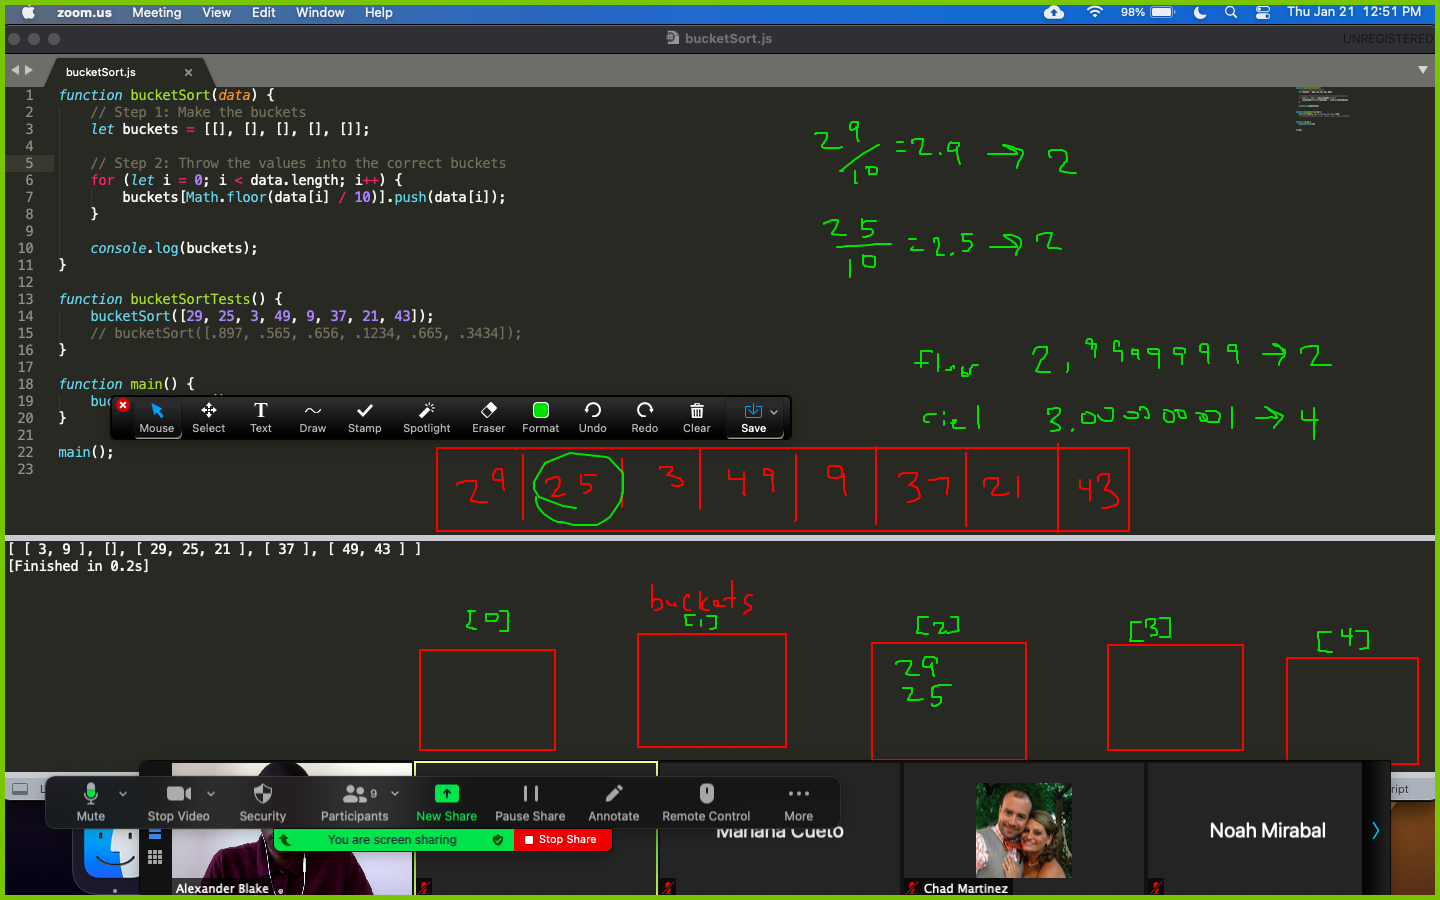 zoom.us Meeting View Edit Window Help 98% Thu Jan 21 12:51 PM
bucketSort.js UNREGISTERED
bucketSort.js ×
1 function bucketSort(data) {
2 // Step 1: Make the buckets
3 let buckets = [[], [], [], [], []];
4
5 // Step 2: Throw the values into the correct buckets
6 for (let i = 0; i < data.length; i++) {
7 buckets[Math.floor(data[i] / 10)].push(data[i]);
8 }
9
10 console.log(buckets);
11 }
12
13 function bucketSortTests() {
14 bucketSort([29, 25, 3, 49, 9, 37, 21, 43]);
15 // bucketSort([.897, .565, .656, .1234, .665, .3434]);
16 }
17
18 function main() {
19
20 }
21
22 main();
23
29/10 = 2.9 → 2
25/10 = 2.5 → 2
floor 2,9999999 → 2
ciel 3.00000001 → 4
Mouse Select Text Draw Stamp Spotlight Eraser Format Undo Redo Clear Save
29 25 3 49 9 37 21 43
[ [ 3, 9 ], [], [ 29, 25, 21 ], [ 37 ], [ 49, 43 ] ]
[Finished in 0.2s]
buckets
[0] [1] [2] [3] [4]
29
25
Mute Stop Video Security 9 Participants New Share Pause Share Annotate Remote Control More
You are screen sharing Stop Share
Mariana Cueto
Noah Mirabal
Alexander Blake
Chad Martinez